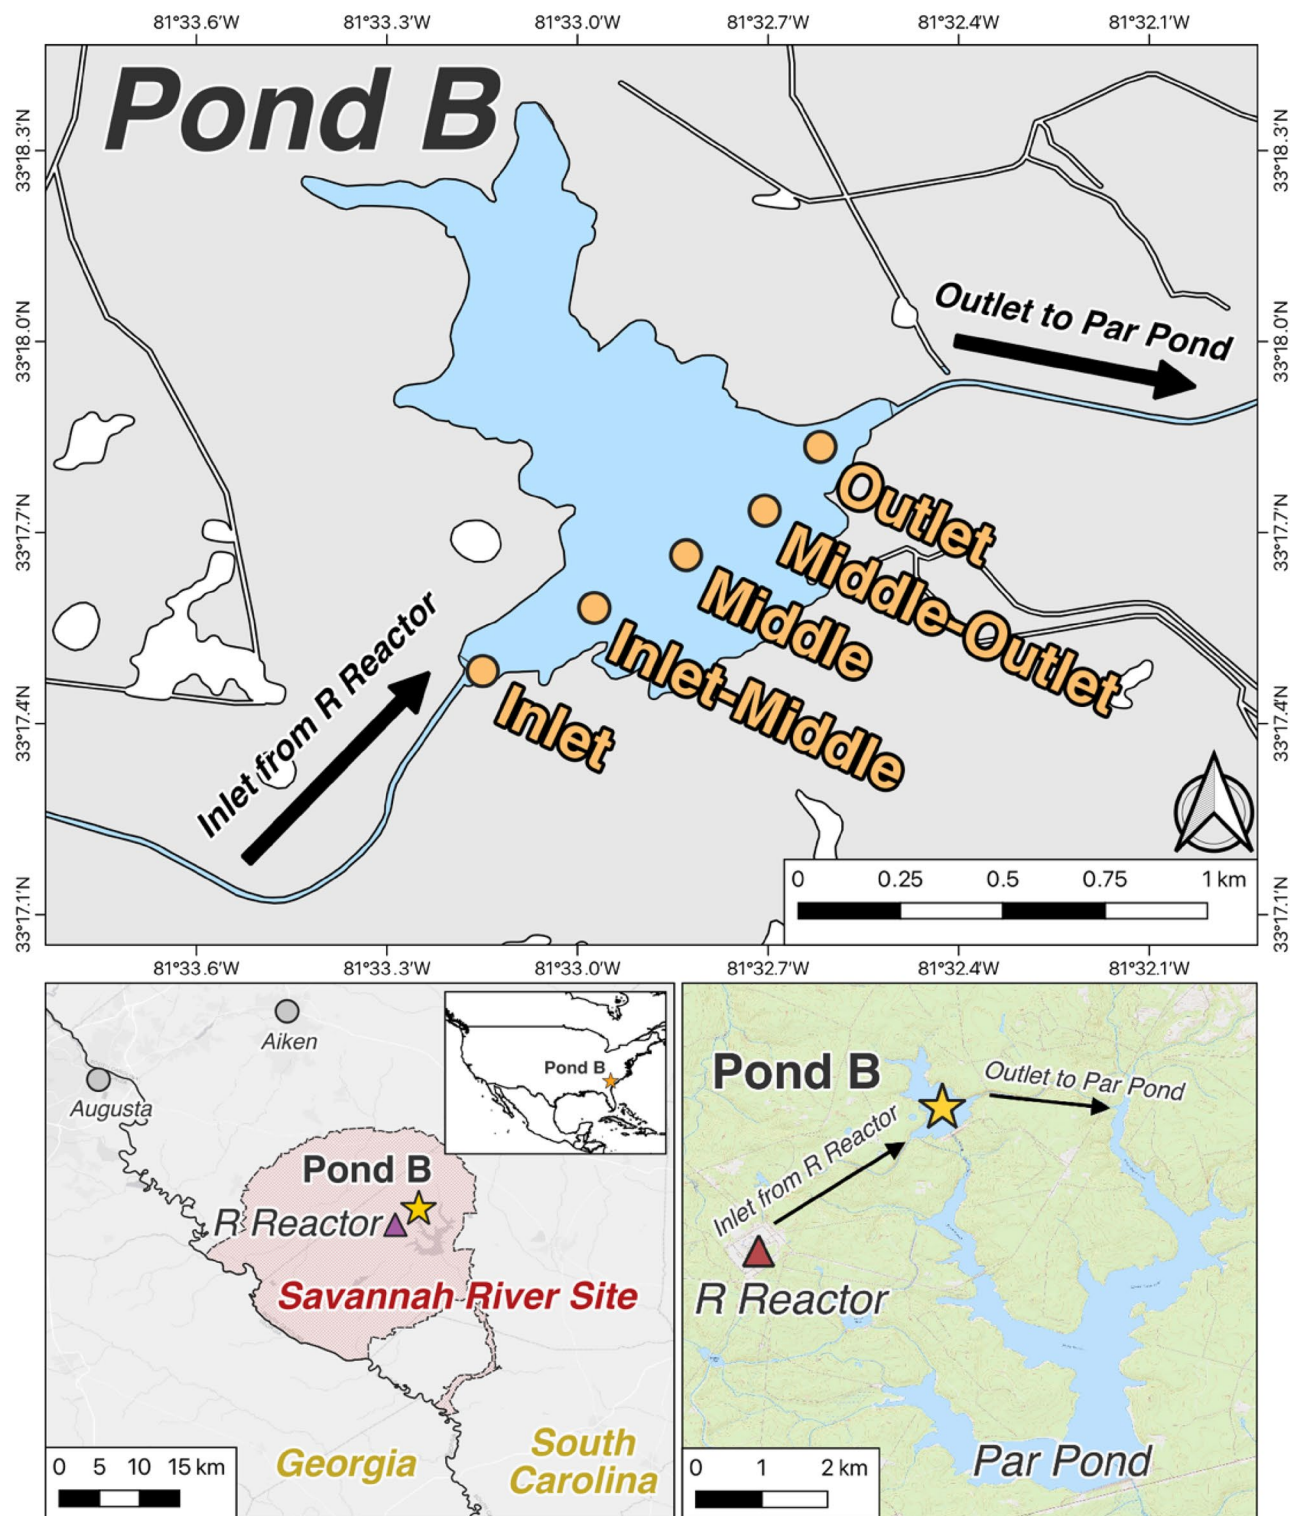 81°33.6'W 81°33.3'W 81°33.0'W 81°32.7'W 81°32.4'W 81°32.1'W
Pond B
33°18.3'N
33°18.3'N
33°18.0'N
33°18.0'N
Outlet to Par Pond
Outlet
33°17.7'N
33°17.7'N
Middle-Outlet
Middle
Inlet-Middle
Inlet
Inlet from R Reactor
33°17.4'N
33°17.4'N
0 0.25 0.5 0.75 1 km
33°17.1'N
33°17.1'N
81°33.6'W 81°33.3'W 81°33.0'W 81°32.7'W 81°32.4'W 81°32.1'W
Aiken
Augusta
Pond B
Pond B
R Reactor
Savannah River Site
Georgia
South
Carolina
0 5 10 15 km
Pond B
Outlet to Par Pond
Inlet from R Reactor
R Reactor
Par Pond
0 1 2 km